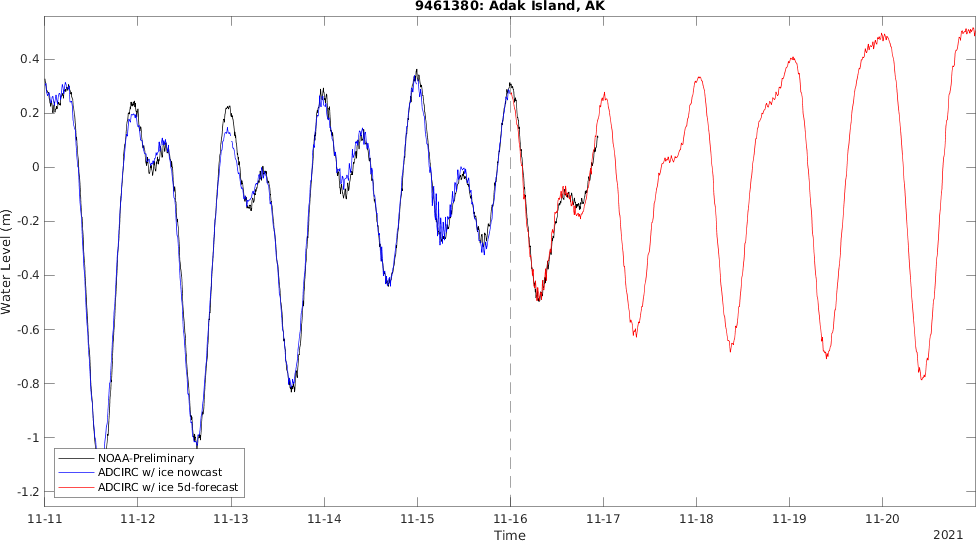 9461380: Adak Island, AK
Water Level (m)
0.4
0.2
0
-0.2
-0.4
-0.6
-0.8
-1
-1.2
NOAA-Preliminary
ADCIRC w/ ice nowcast
ADCIRC w/ ice 5d-forecast
11-11 11-12 11-13 11-14 11-15 11-16 11-17 11-18 11-19 11-20
Time
2021